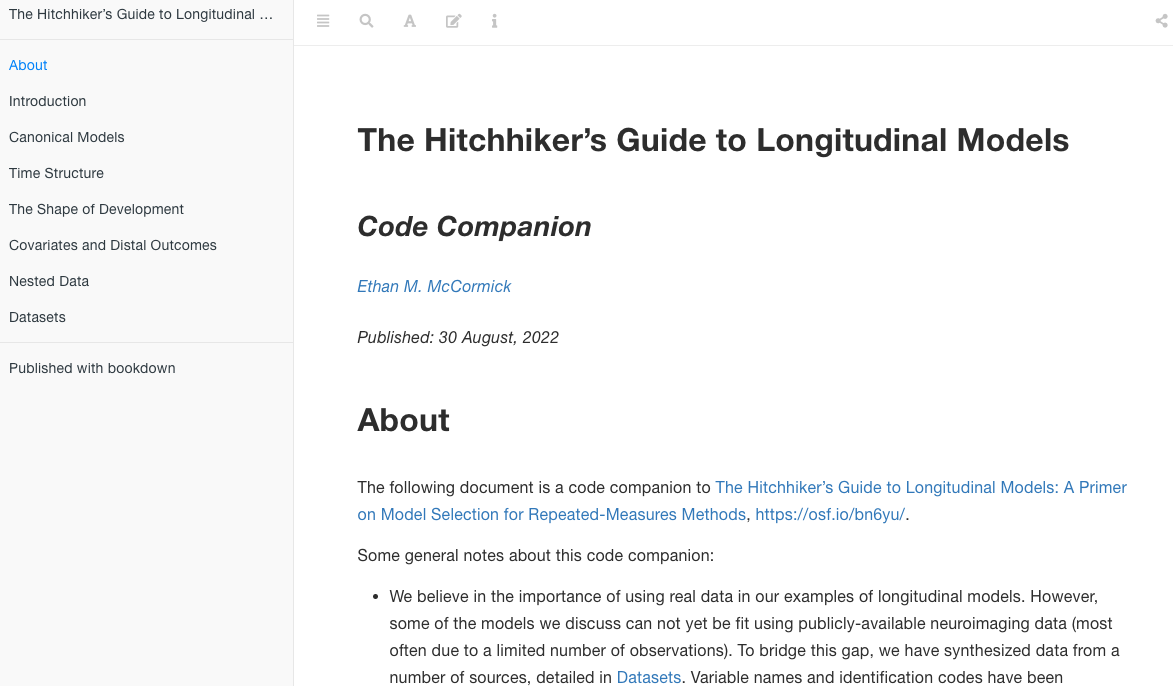 The Hitchhiker’s Guide to Longitudinal …
About
Introduction
Canonical Models
Time Structure
The Shape of Development
Covariates and Distal Outcomes
Nested Data
Datasets
Published with bookdown
The Hitchhiker’s Guide to Longitudinal Models
Code Companion
Ethan M. McCormick
Published: 30 August, 2022
About
The following document is a code companion to The Hitchhiker’s Guide to Longitudinal Models: A Primer
on Model Selection for Repeated-Measures Methods, https://osf.io/bn6yu/.
Some general notes about this code companion:
• We believe in the importance of using real data in our examples of longitudinal models. However,
some of the models we discuss can not yet be fit using publicly-available neuroimaging data (most
often due to a limited number of observations). To bridge this gap, we have synthesized data from a
number of sources, detailed in Datasets. Variable names and identification codes have been